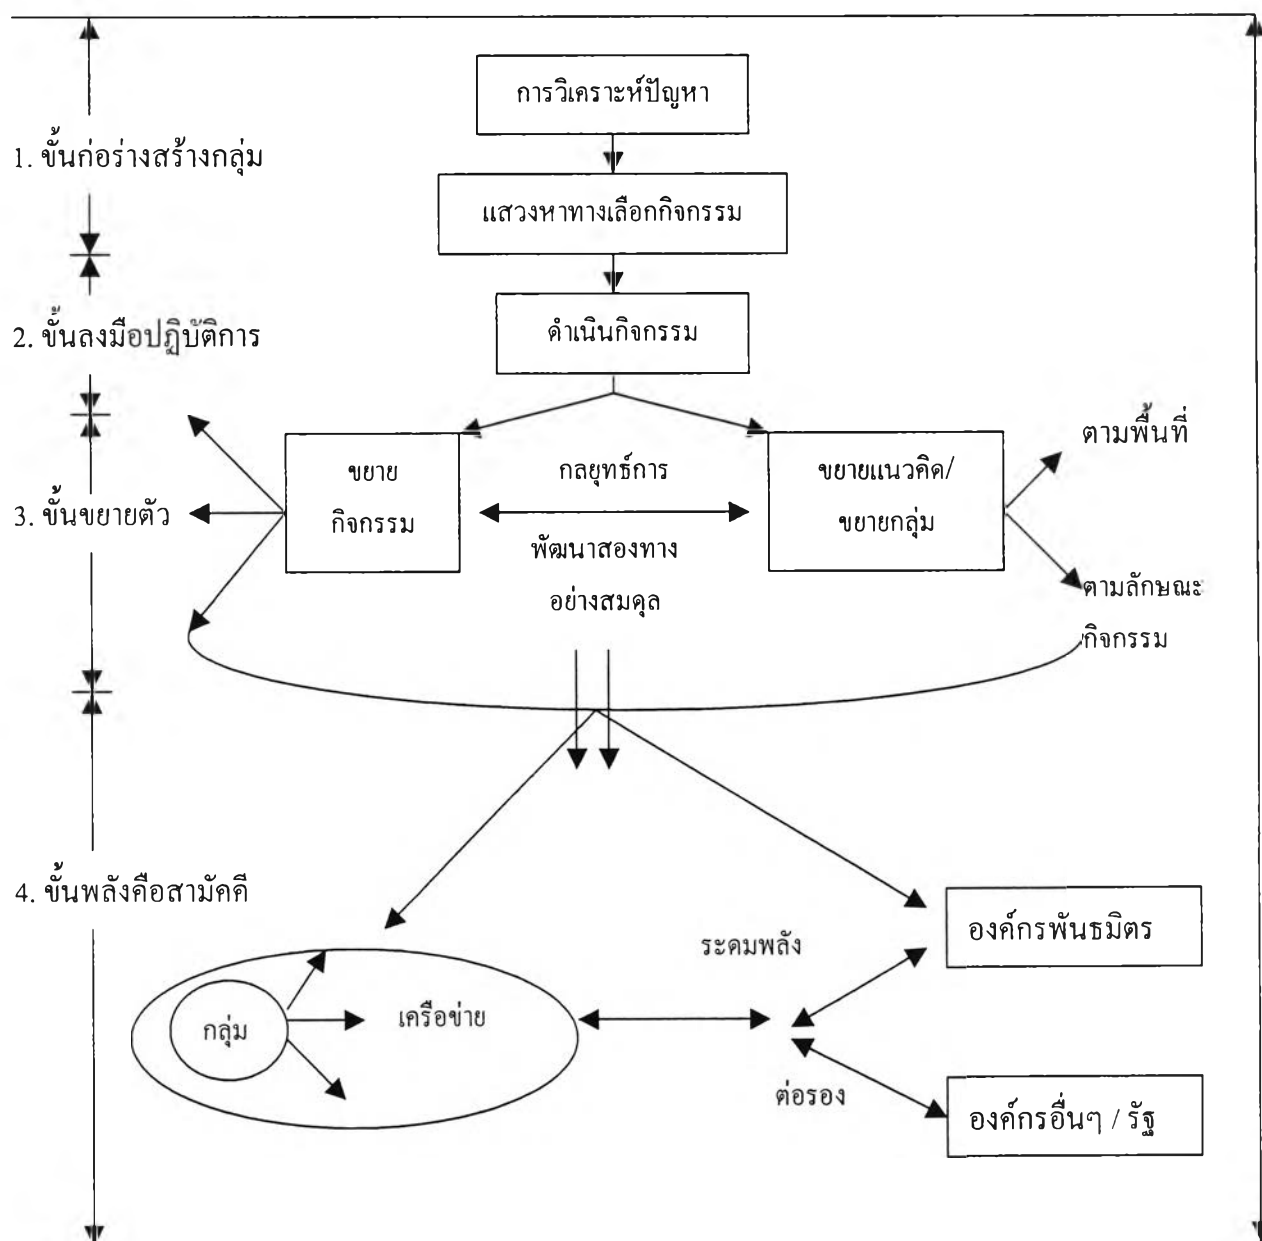 การวิเคราะห์ปัญหา
1. ขั้นก่อร่างสร้างกลุ่ม
แสวงหาทางเลือกกิจกรรม
2. ขั้นลงมือปฏิบัติการ
ดำเนินกิจกรรม
3. ขั้นขยายตัว
ขยาย
กิจกรรม
กลยุทธ์การ
พัฒนาสองทาง
อย่างสมดุล
ขยายแนวคิด/
ขยายกลุ่ม
ตามพื้นที่
ตามลักษณะ
กิจกรรม
4. ขั้นพลังคือสามัคคี
กลุ่ม
เครือข่าย
ระดมพลัง
ต่อรอง
องค์กรพันธมิตร
องค์กรอื่นๆ / รัฐ